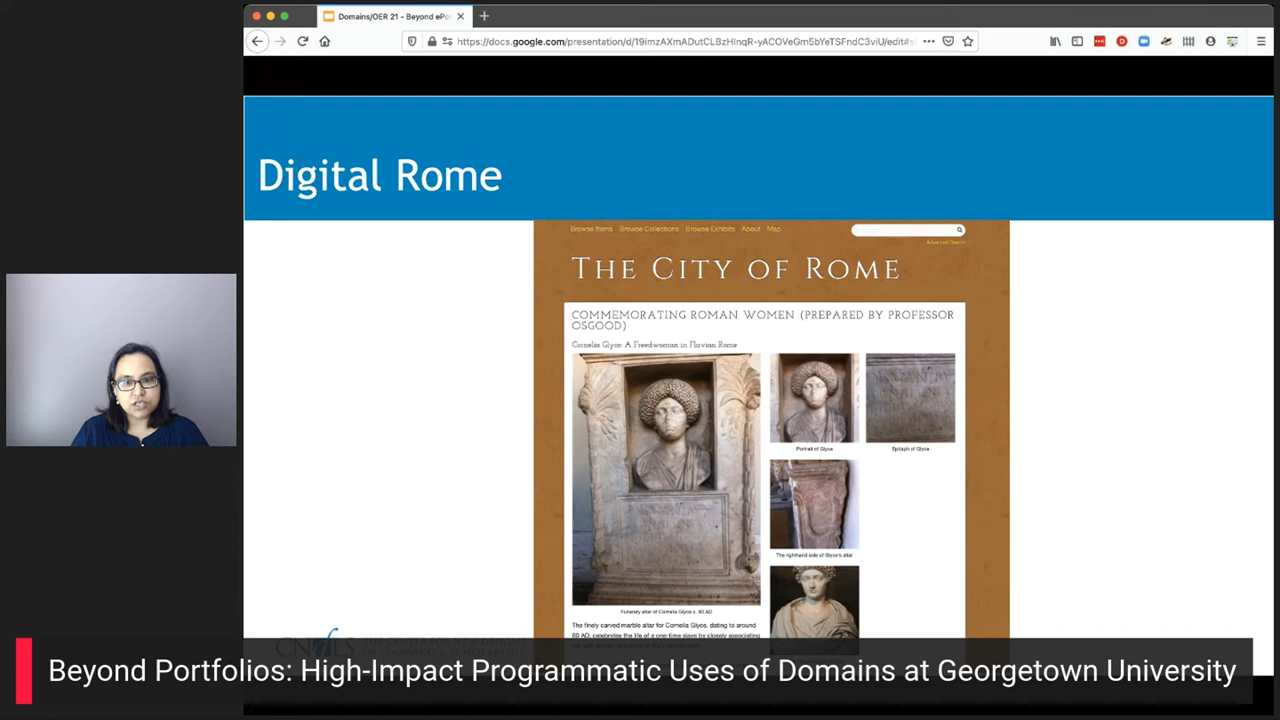 Domains/OER 21 - Beyond ePo
https://docs.google.com/presentation/d/19imzAXmADutCLBzHInqR-yACOVeGm5bYeTSFndC3viU/edit#s
Digital Rome
Browse Items Browse Collections Browse Exhibits About Map
Advanced Search
THE CITY OF ROME
COMMEMORATING ROMAN WOMEN (PREPARED BY PROFESSOR
OSGOOD)
Cornelia Glyce: A Freedwoman in Flavian Rome
Portrait of Glyce
Epitaph of Glyce
The righthand side of Glyce's altar
Funerary altar of Cornelia Glyce c. 80 AD
The finely carved marble altar for Cornelia Glyce, dating to around
80 AD, celebrates the life of a one-time slave by closely associating
CNDLS
Beyond Portfolios: High-Impact Programmatic Uses of Domains at Georgetown University